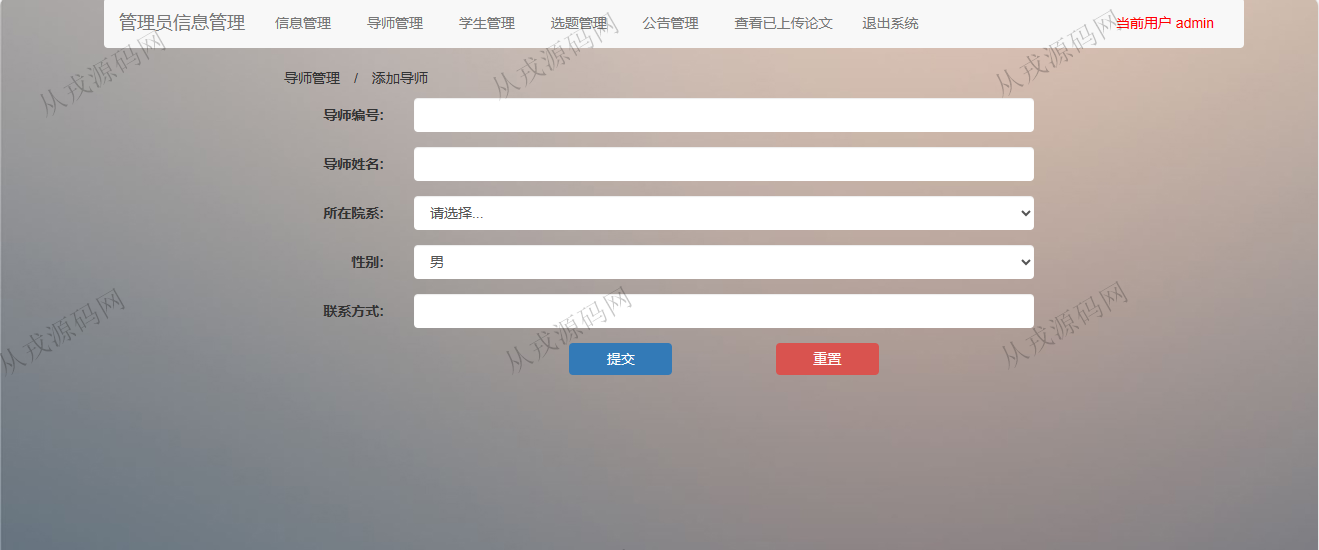 管理员信息管理 信息管理 导师管理 学生管理 选题管理 公告管理 查看已上传论文 退出系统 当前用户 admin
从戎源码网 从戎源码网 从戎源码网
导师管理 / 添加导师
导师编号:
导师姓名:
所在院系: 请选择...
性别: 男
联系方式:
从戎源码网 从戎源码网 从戎源码网
提交 重置